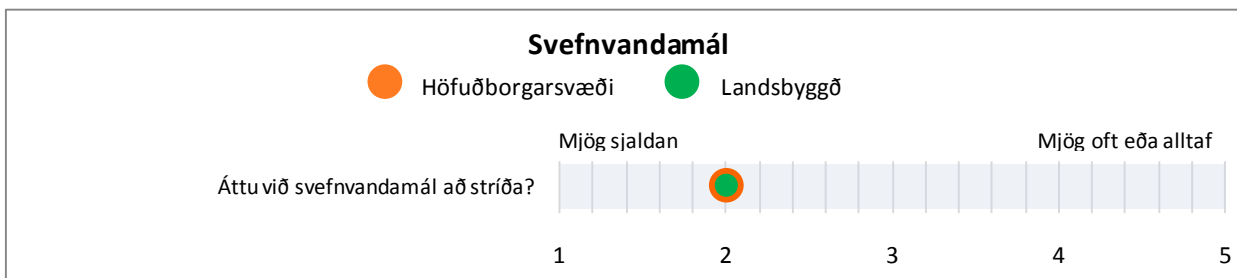 Svefnvandamál
Höfuðborgarsvæði Landsbyggð
Mjög sjaldan Mjög oft eða alltaf
Áttu við svefnvandamál að stríða?
1 2 3 4 5